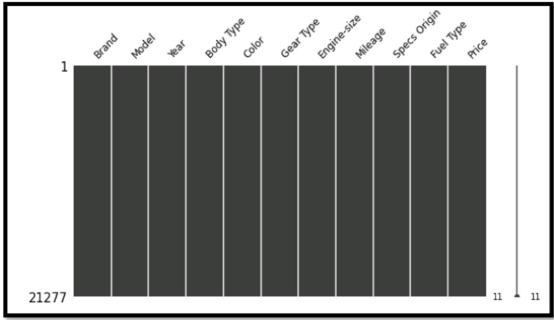 Brand Model Year Body Type Color Gear Type Engine-size Mileage Specs Origin Fuel Type Price
1
21277 11 11